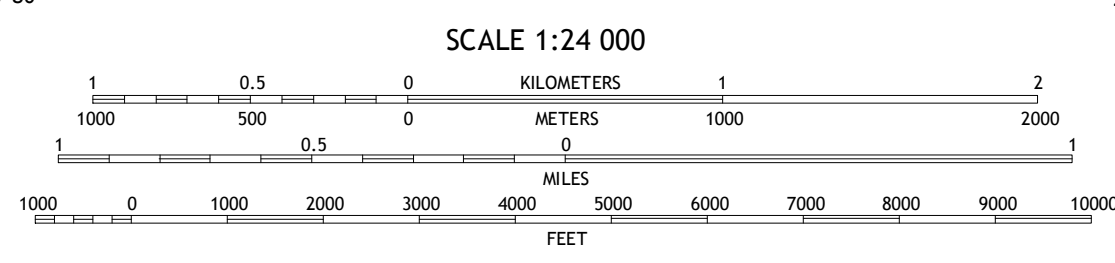 SCALE 1:24 000
1 0.5 0 KILOMETERS 1 2
1000 500 0 METERS 1000 2000
1 0.5 0 1
MILES
1000 0 1000 2000 3000 4000 5000 6000 7000 8000 9000 10000
FEET